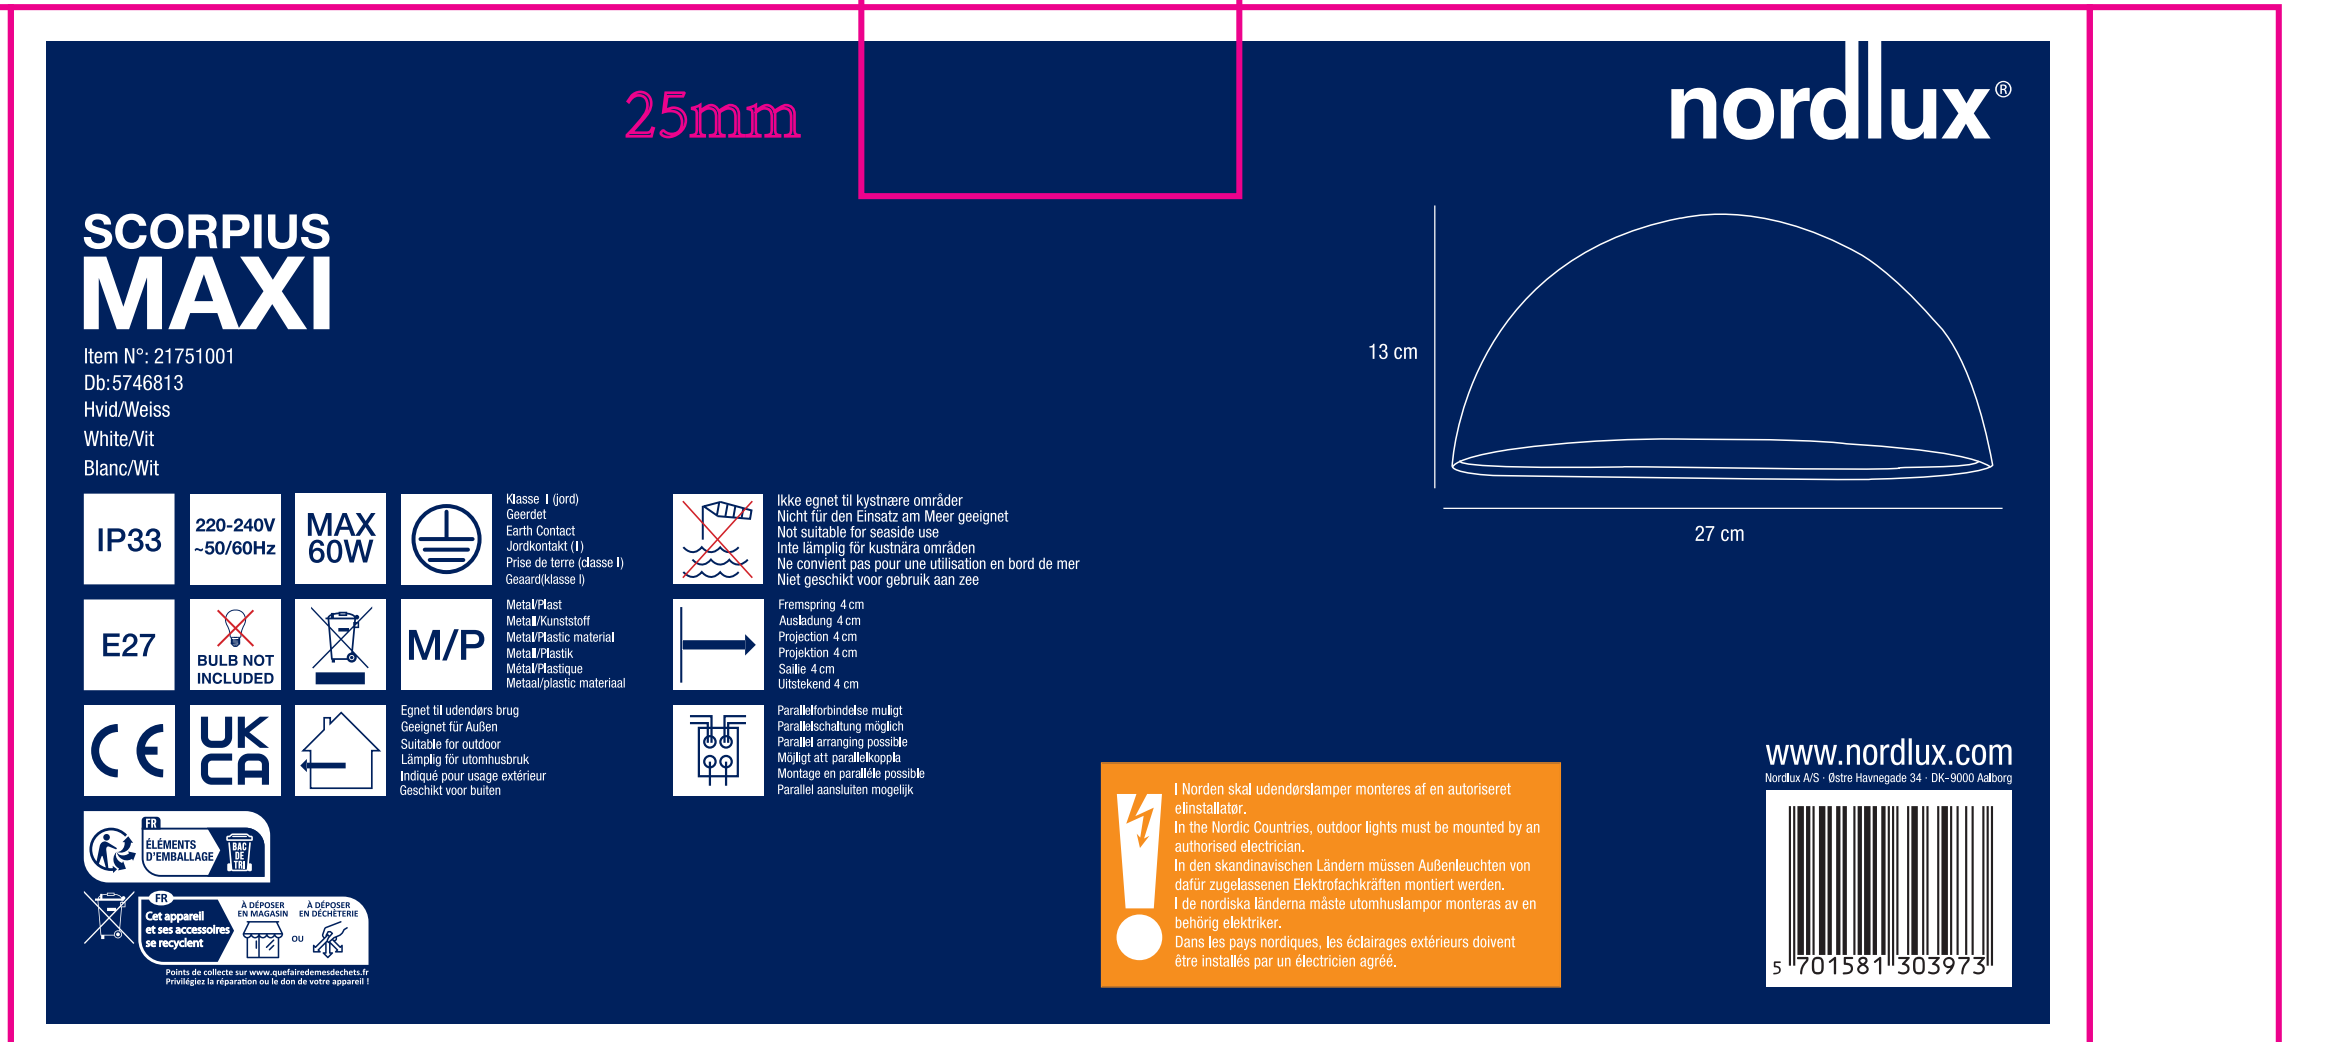 25mm
nordlux®
SCORPIUS
MAXI
Item N°: 21751001
Db:5746813
Hvid/Weiss
White/Vit
Blanc/Wit
13 cm
27 cm
IP33
220-240V
~50/60Hz
MAX
60W
Klasse I (jord)
Geerdet
Earth Contact
Jordkontakt (I)
Prise de terre (classe I)
Geaard(klasse I)
Ikke egnet til kystnære områder
Nicht für den Einsatz am Meer geeignet
Not suitable for seaside use
Inte lämplig för kustnära områden
Ne convient pas pour une utilisation en bord de mer
Niet geschikt voor gebruik aan zee
E27
BULB NOT
INCLUDED
M/P
Metal/Plast
Metall/Kunststoff
Metal/Plastic material
Metall/Plastik
Métal/Plastique
Metaal/plastic materiaal
Fremspring 4 cm
Ausladung 4 cm
Projection 4 cm
Projektion 4 cm
Sailie 4 cm
Uitstekend 4 cm
CE
UK
CA
Egnet til udendørs brug
Geeignet für Außen
Suitable for outdoor
Lämplig för utomhusbruk
Indiqué pour usage extérieur
Geschikt voor buiten
Parallelforbindelse muligt
Parallelschaltung möglich
Parallel arranging possible
Möjligt att parallelkoppla
Montage en paralléle possible
Parallel aansluiten mogelijk
FR
ÉLÉMENTS
D'EMBALLAGE
BAC
DE
TRI
FR
Cet appareil
et ses accessoires
se recyclent
À DÉPOSER
EN MAGASIN
OU
À DÉPOSER
EN DÉCHÈTERIE
Points de collecte sur www.quefairedemesdechets.fr
Privilégiez la réparation ou le don de votre appareil !
I Norden skal udendørslamper monteres af en autoriseret
elinstallatør.
In the Nordic Countries, outdoor lights must be mounted by an
authorised electrician.
In den skandinavischen Ländern müssen Außenleuchten von
dafür zugelassenen Elektrofachkräften montiert werden.
I de nordiska länderna måste utomhuslampor monteras av en
behörig elektriker.
Dans les pays nordiques, les éclairages extérieurs doivent
être installés par un électricien agréé.
www.nordlux.com
Nordlux A/S · Østre Havnegade 34 · DK-9000 Aalborg
5 701581 303973